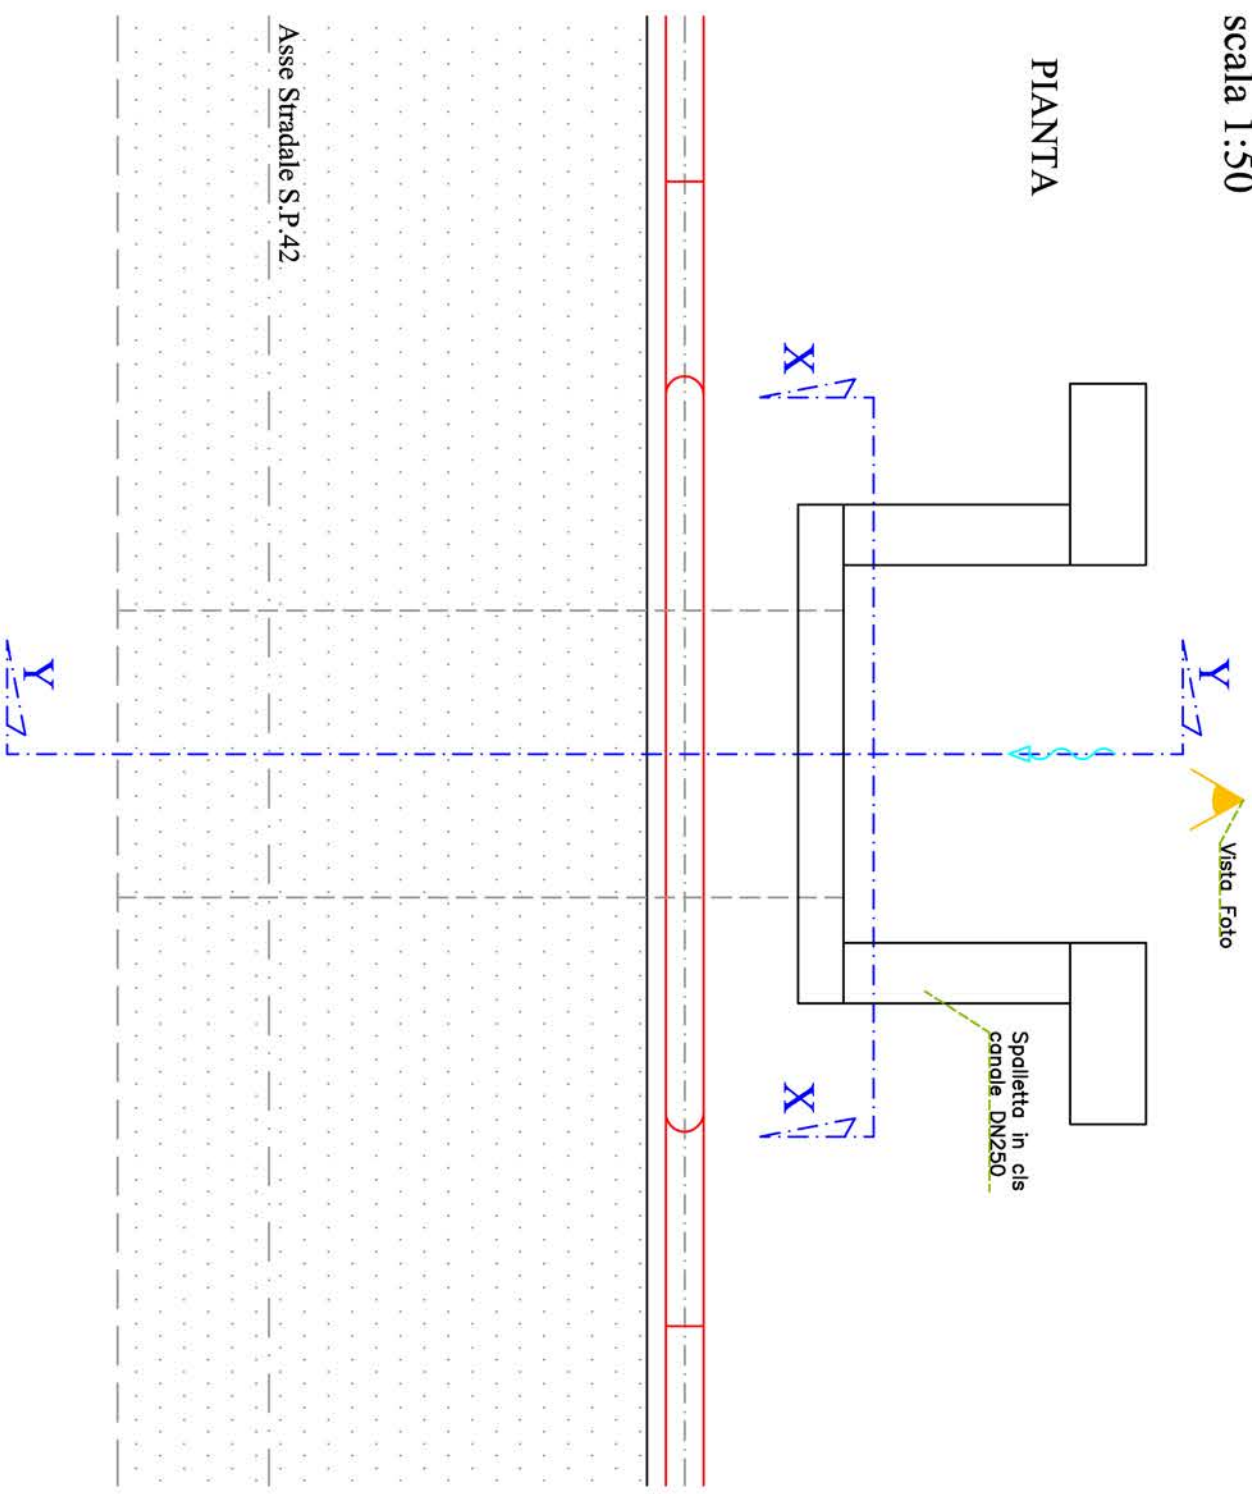 scala 1:50
PIANTA
Y
Vista Foto
Spalletta in cls
canale DN250
X
X
Asse Stradale S.P.42
Y